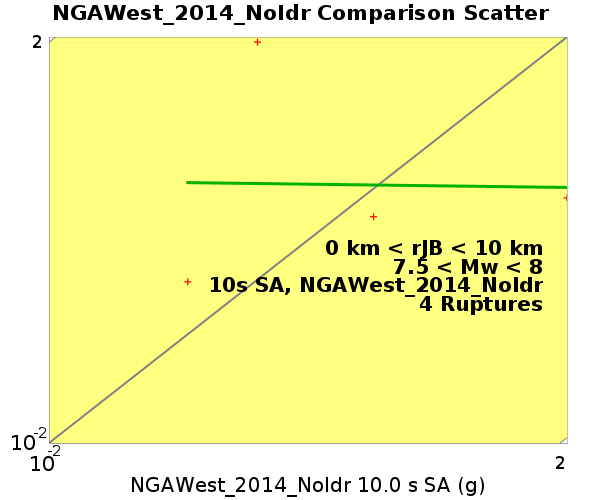 NGAWest_2014_NoIdr Comparison Scatter
2
0 km < rJB < 10 km
7.5 < Mw < 8
10s SA, NGAWest_2014_NoIdr
4 Ruptures
10-2
10-2
2
NGAWest_2014_NoIdr 10.0 s SA (g)